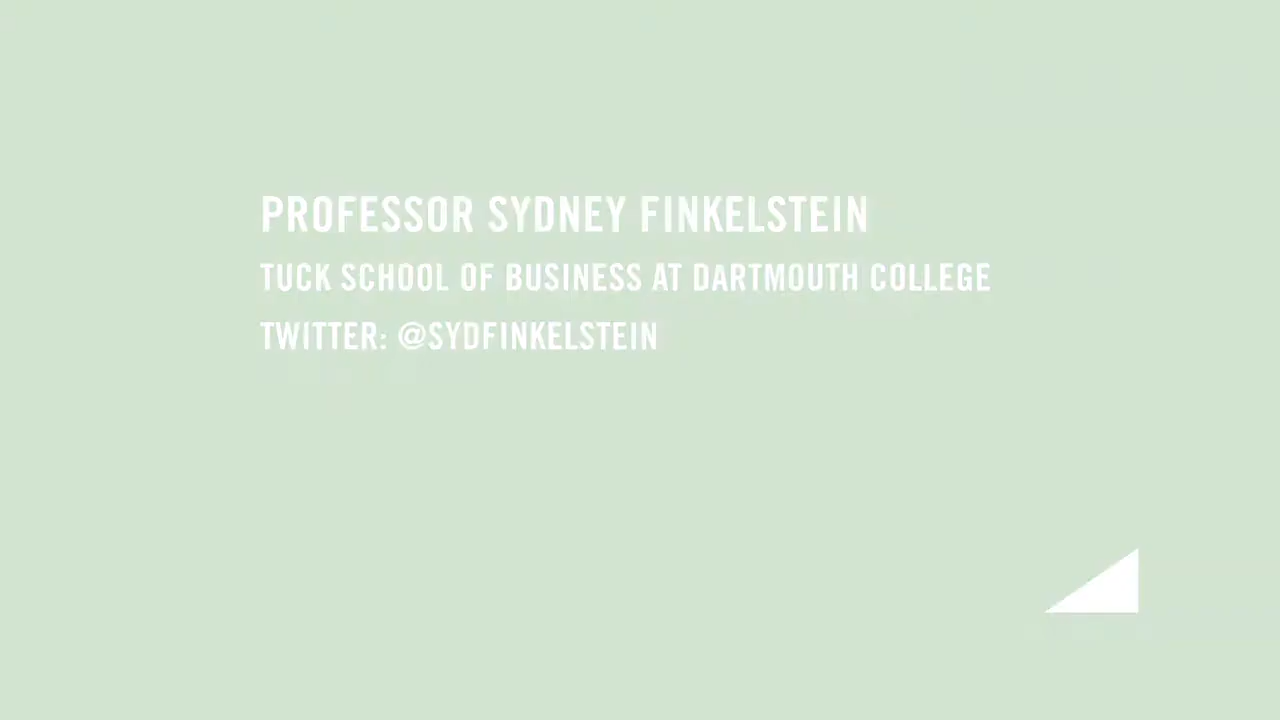 PROFESSOR SYDNEY FINKELSTEIN
TUCK SCHOOL OF BUSINESS AT DARTMOUTH COLLEGE
TWITTER: @SYDFINKELSTEIN